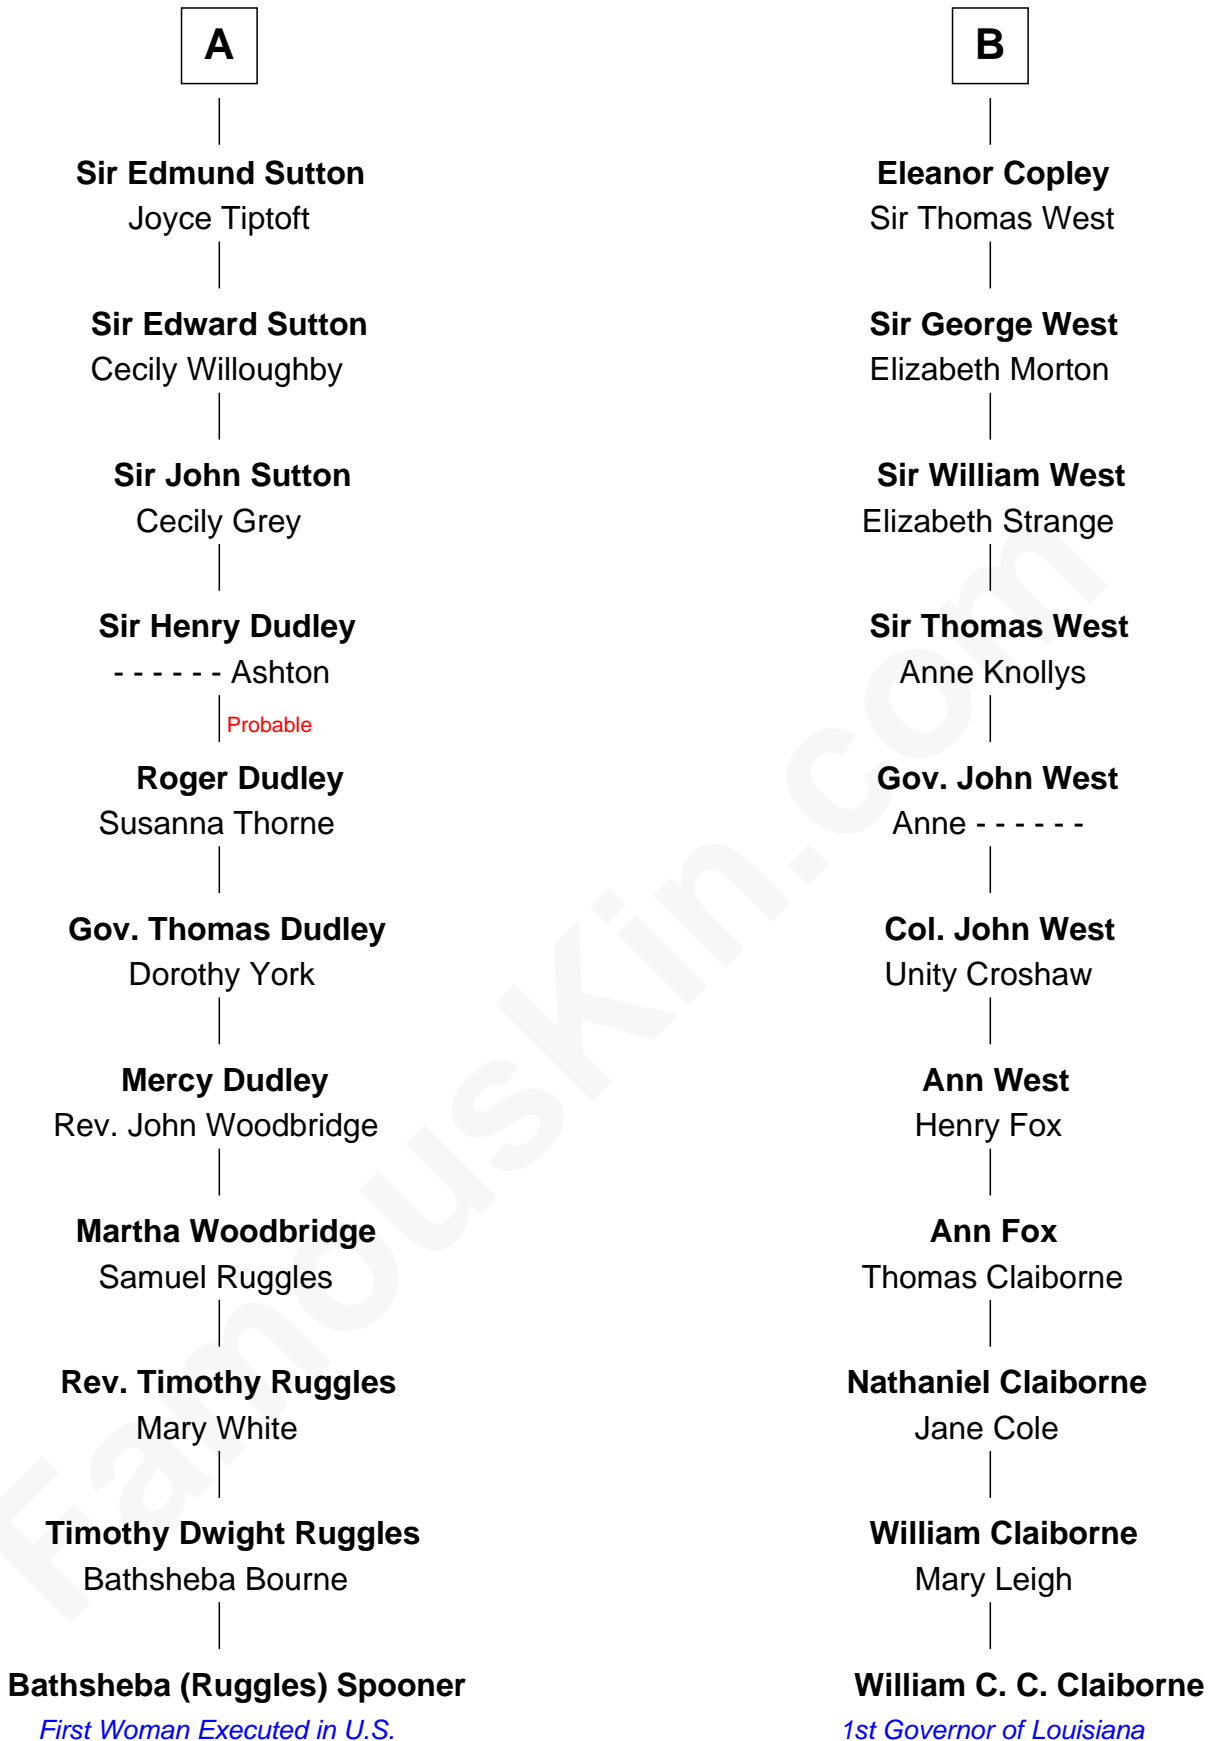 A
Sir Edmund Sutton
Joyce Tiptoft
Sir Edward Sutton
Cecily Willoughby
Sir John Sutton
Cecily Grey
Sir Henry Dudley
- - - - - - Ashton
Probable
Roger Dudley
Susanna Thorne
Gov. Thomas Dudley
Dorothy York
Mercy Dudley
Rev. John Woodbridge
Martha Woodbridge
Samuel Ruggles
Rev. Timothy Ruggles
Mary White
Timothy Dwight Ruggles
Bathsheba Bourne
Bathsheba (Ruggles) Spooner
First Woman Executed in U.S.
B
Eleanor Copley
Sir Thomas West
Sir George West
Elizabeth Morton
Sir William West
Elizabeth Strange
Sir Thomas West
Anne Knollys
Gov. John West
Anne - - - - - -
Col. John West
Unity Croshaw
Ann West
Henry Fox
Ann Fox
Thomas Claiborne
Nathaniel Claiborne
Jane Cole
William Claiborne
Mary Leigh
William C. C. Claiborne
1st Governor of Louisiana
FamousKin.com